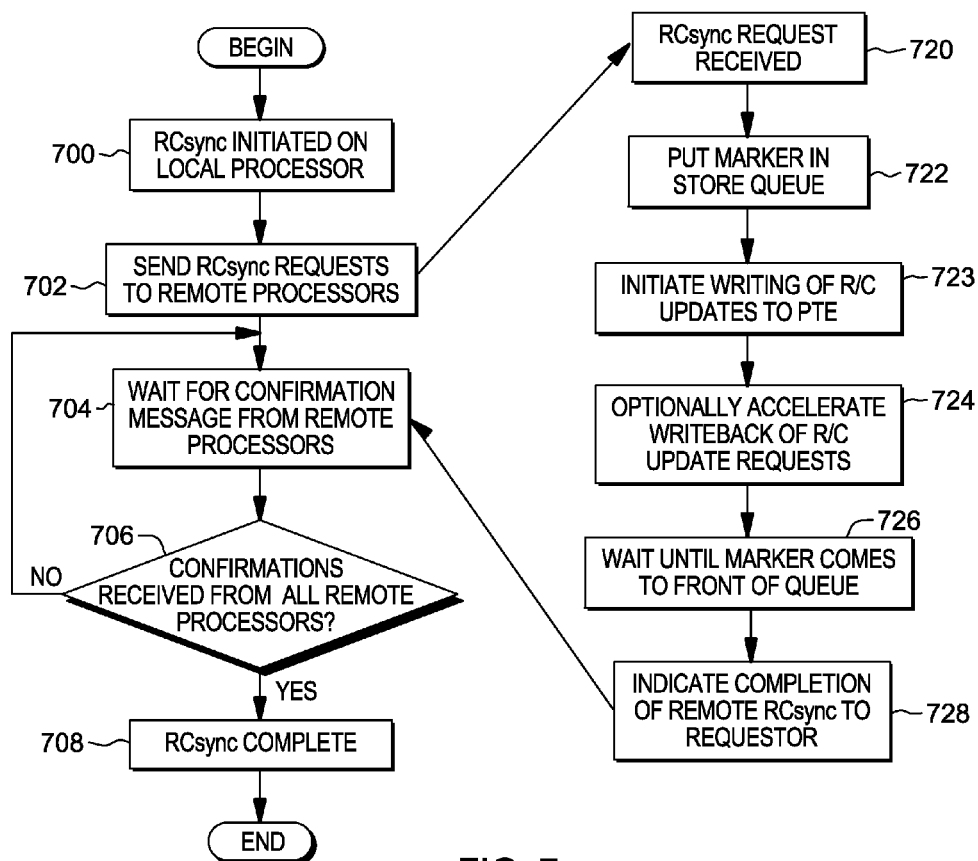 BEGIN
700
RCsync INITIATED ON
LOCAL PROCESSOR
702
SEND RCsync REQUESTS
TO REMOTE PROCESSORS
704
WAIT FOR CONFIRMATION
MESSAGE FROM REMOTE
PROCESSORS
706
NO
CONFIRMATIONS
RECEIVED FROM ALL REMOTE
PROCESSORS?
YES
708
RCsync COMPLETE
END
RCsync REQUEST
RECEIVED
720
PUT MARKER IN
STORE QUEUE
722
INITIATE WRITING OF R/C
UPDATES TO PTE
723
OPTIONALLY ACCELERATE
WRITEBACK OF R/C
UPDATE REQUESTS
724
726
WAIT UNTIL MARKER COMES
TO FRONT OF QUEUE
INDICATE COMPLETION
OF REMOTE RCsync TO
REQUESTOR
728